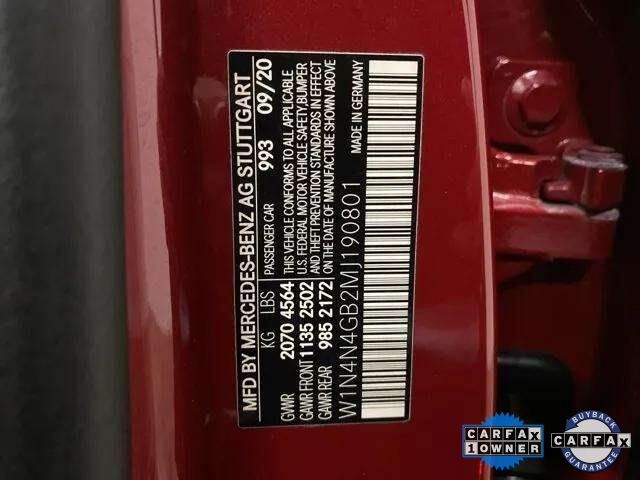 MFD BY MERCEDES-BENZ AG STUTTGART
KG LBS PASSENGER CAR 993 09/20
GVWR 2070 4564 THIS VEHICLE CONFORMS TO ALL APPLICABLE
GAWR FRONT 1135 2502 U.S. FEDERAL MOTOR VEHICLE SAFETY,BUMPER
AND THEFT PREVENTION STANDARDS IN EFFECT
GAWR REAR 985 2172 ON THE DATE OF MANUFACTURE SHOWN ABOVE
W1N4N4GB2MJ190801 MADE IN GERMANY
CARFAX
1 OWNER
BUYBACK
CARFAX
GUARANTEE